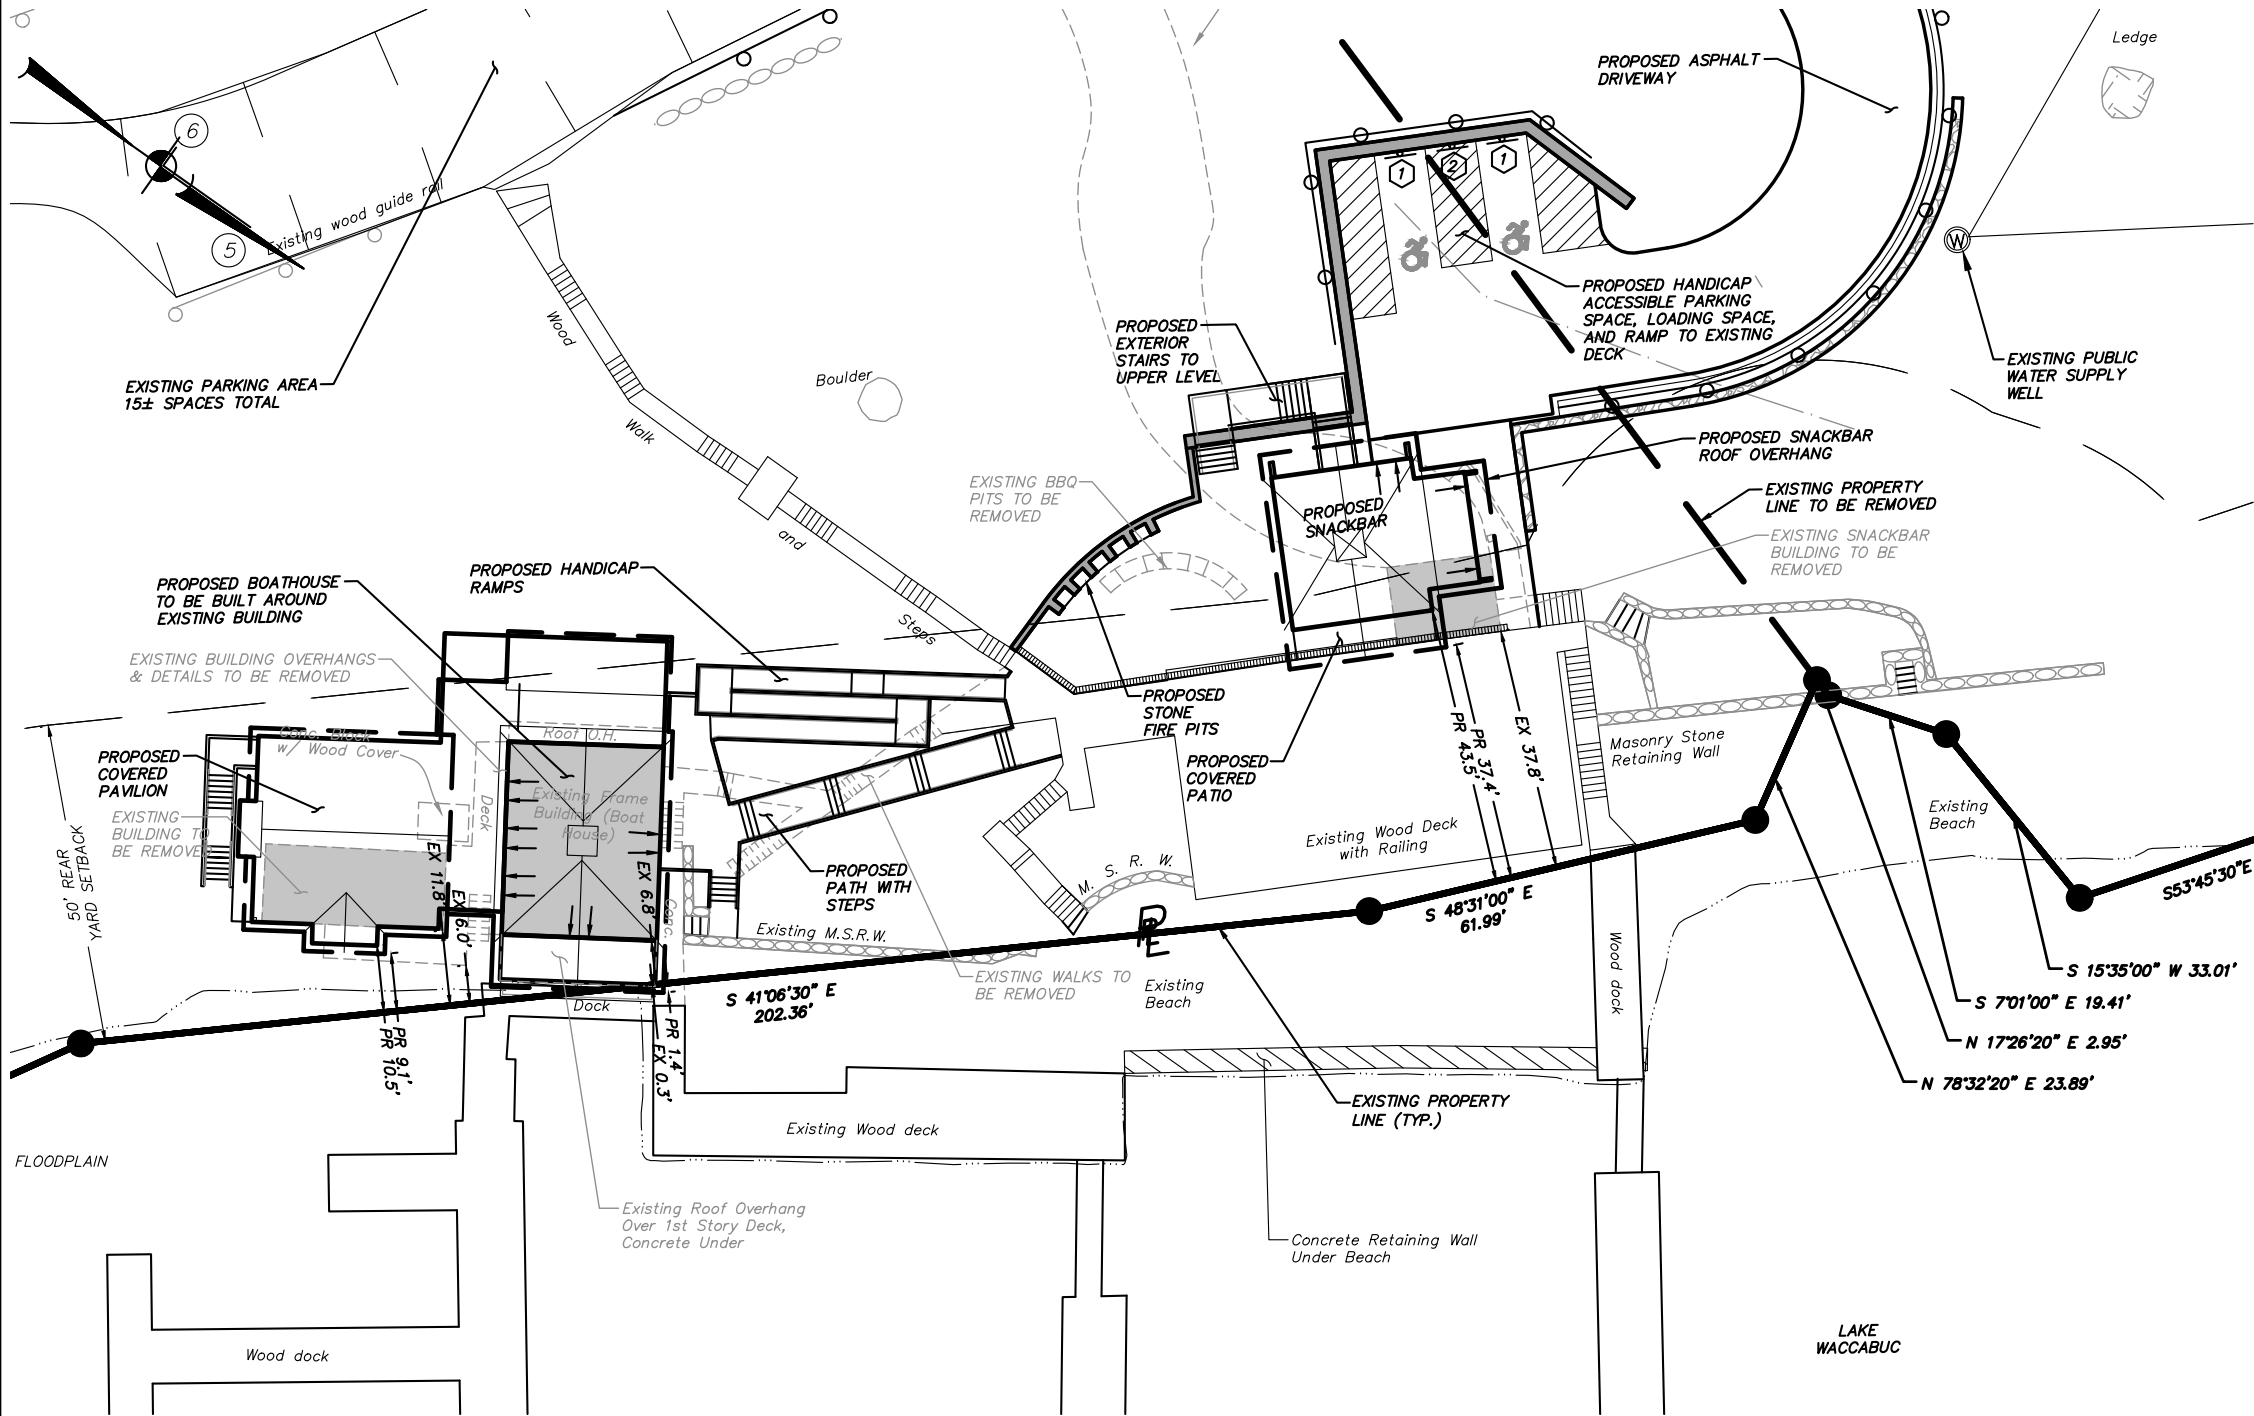 Ledge
PROPOSED ASPHALT
DRIVEWAY
6
5
Existing wood guide rail
1
2
1
W
EXISTING PARKING AREA
15± SPACES TOTAL
Wood
Walk
and
Steps
Boulder
PROPOSED
EXTERIOR
STAIRS TO
UPPER LEVEL
PROPOSED HANDICAP
ACCESSIBLE PARKING
SPACE, LOADING SPACE,
AND RAMP TO EXISTING
DECK
EXISTING PUBLIC
WATER SUPPLY
WELL
PROPOSED SNACKBAR
ROOF OVERHANG
EXISTING PROPERTY
LINE TO BE REMOVED
EXISTING SNACKBAR
BUILDING TO BE
REMOVED
EXISTING BBQ
PITS TO BE
REMOVED
PROPOSED
SNACKBAR
PROPOSED BOATHOUSE
TO BE BUILT AROUND
EXISTING BUILDING
PROPOSED HANDICAP
RAMPS
EXISTING BUILDING OVERHANGS
& DETAILS TO BE REMOVED
Conc. Block
w/ Wood Cover
Roof O.H.
PROPOSED
COVERED
PAVILION
EXISTING
BUILDING TO
BE REMOVED
50' REAR
YARD SETBACK
Deck
Existing Frame
Building (Boat
House)
EX 11.8'
EX 6.0'
EX 6.8'
Conc.
PROPOSED
STONE
FIRE PITS
PROPOSED
COVERED
PATIO
PR 43.5'
PR 37.4'
EX 37.8'
Masonry Stone
Retaining Wall
Existing
Beach
Existing Wood Deck
with Railing
M. S. R. W.
PROPOSED
PATH WITH
STEPS
Existing M.S.R.W.
S 48°31'00" E
61.99'
S53°45'30"E
S 15°35'00" W 33.01'
S 7°01'00" E 19.41'
N 17°26'20" E 2.95'
N 78°32'20" E 23.89'
EXISTING WALKS TO
BE REMOVED
S 41°06'30" E
202.36'
Existing
Beach
Dock
Wood dock
PR 9.1'
PR 10.5'
PR 1.4'
EX 0.3'
EXISTING PROPERTY
LINE (TYP.)
Existing Wood deck
FLOODPLAIN
Existing Roof Overhang
Over 1st Story Deck,
Concrete Under
Concrete Retaining Wall
Under Beach
Wood dock
LAKE
WACCABUC